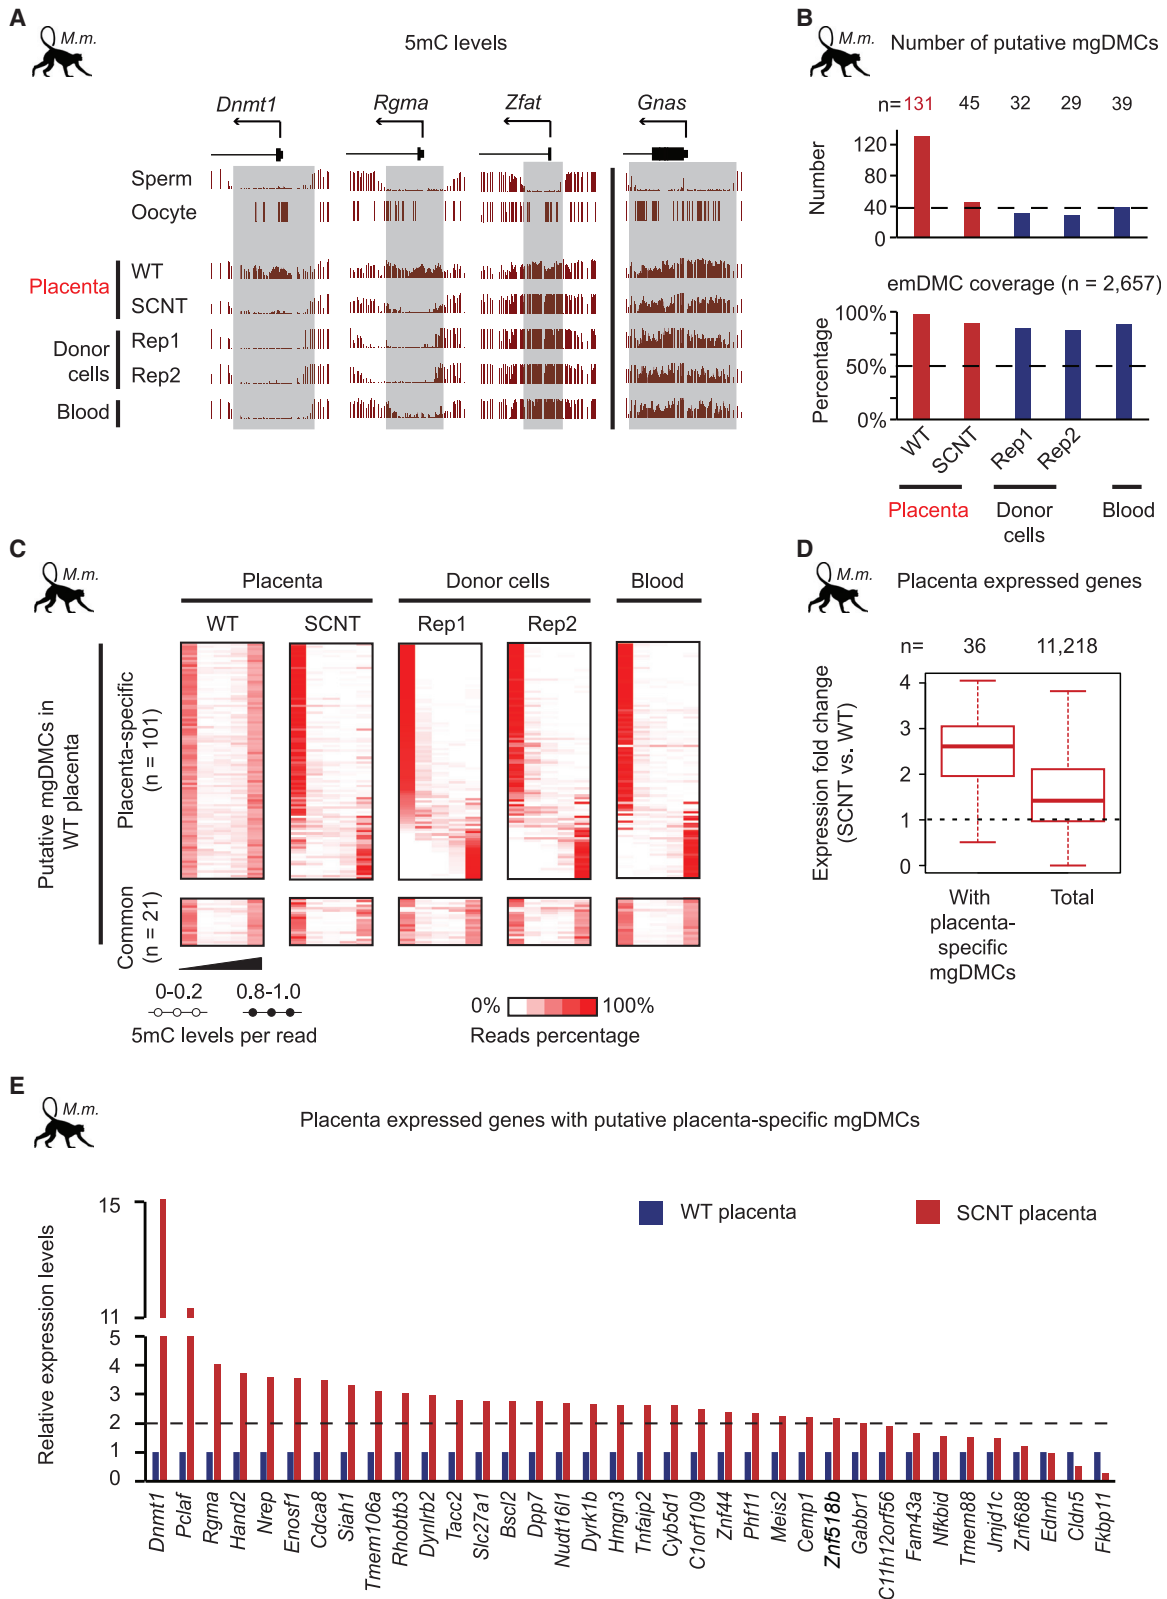 A
M.m.
5mC levels
Dnmt1 Rgma Zfat Gnas
Sperm
Oocyte
Placenta
WT
SCNT
Donor cells
Rep1
Rep2
Blood
B
M.m.
Number of putative mgDMCs
n= 131 45 32 29 39
Number
120
80
40
0
emDMC coverage (n = 2,657)
Percentage
100%
50%
0%
WT SCNT Rep1 Rep2
Placenta Donor cells Blood
C
M.m.
Placenta Donor cells Blood
WT SCNT Rep1 Rep2
Putative mgDMCs in
WT placenta
Placenta-specific
(n = 101)
Common
(n = 21)
0-0.2 0.8-1.0
5mC levels per read
0% 100%
Reads percentage
D
M.m.
Placenta expressed genes
n= 36 11,218
Expression fold change
(SCNT vs. WT)
4
3
2
1
0
With
placenta-
specific
mgDMCs
Total
E
M.m.
Placenta expressed genes with putative placenta-specific mgDMCs
WT placenta SCNT placenta
Relative expression levels
15
11
5
4
3
2
1
0
Dnmt1 Pclaf Rgma Hand2 Nrep Enosf1 Cdca8 Siah1 Tmem106a Rhobtb3 Dynlrb2 Tacc2 Slc27a1 Bscl2 Dpp7 Nudt16l1 Dyrk1b Hmgn3 Tnfaip2 Cyb5d1 C1orf109 Znf44 Phf11 Meis2 Cemp1 Znf518b Gabbr1 C11h12orf56 Fam43a Nfkbid Tmem88 Jmjd1c Znf688 Ednrb Cldn5 Fkbp11